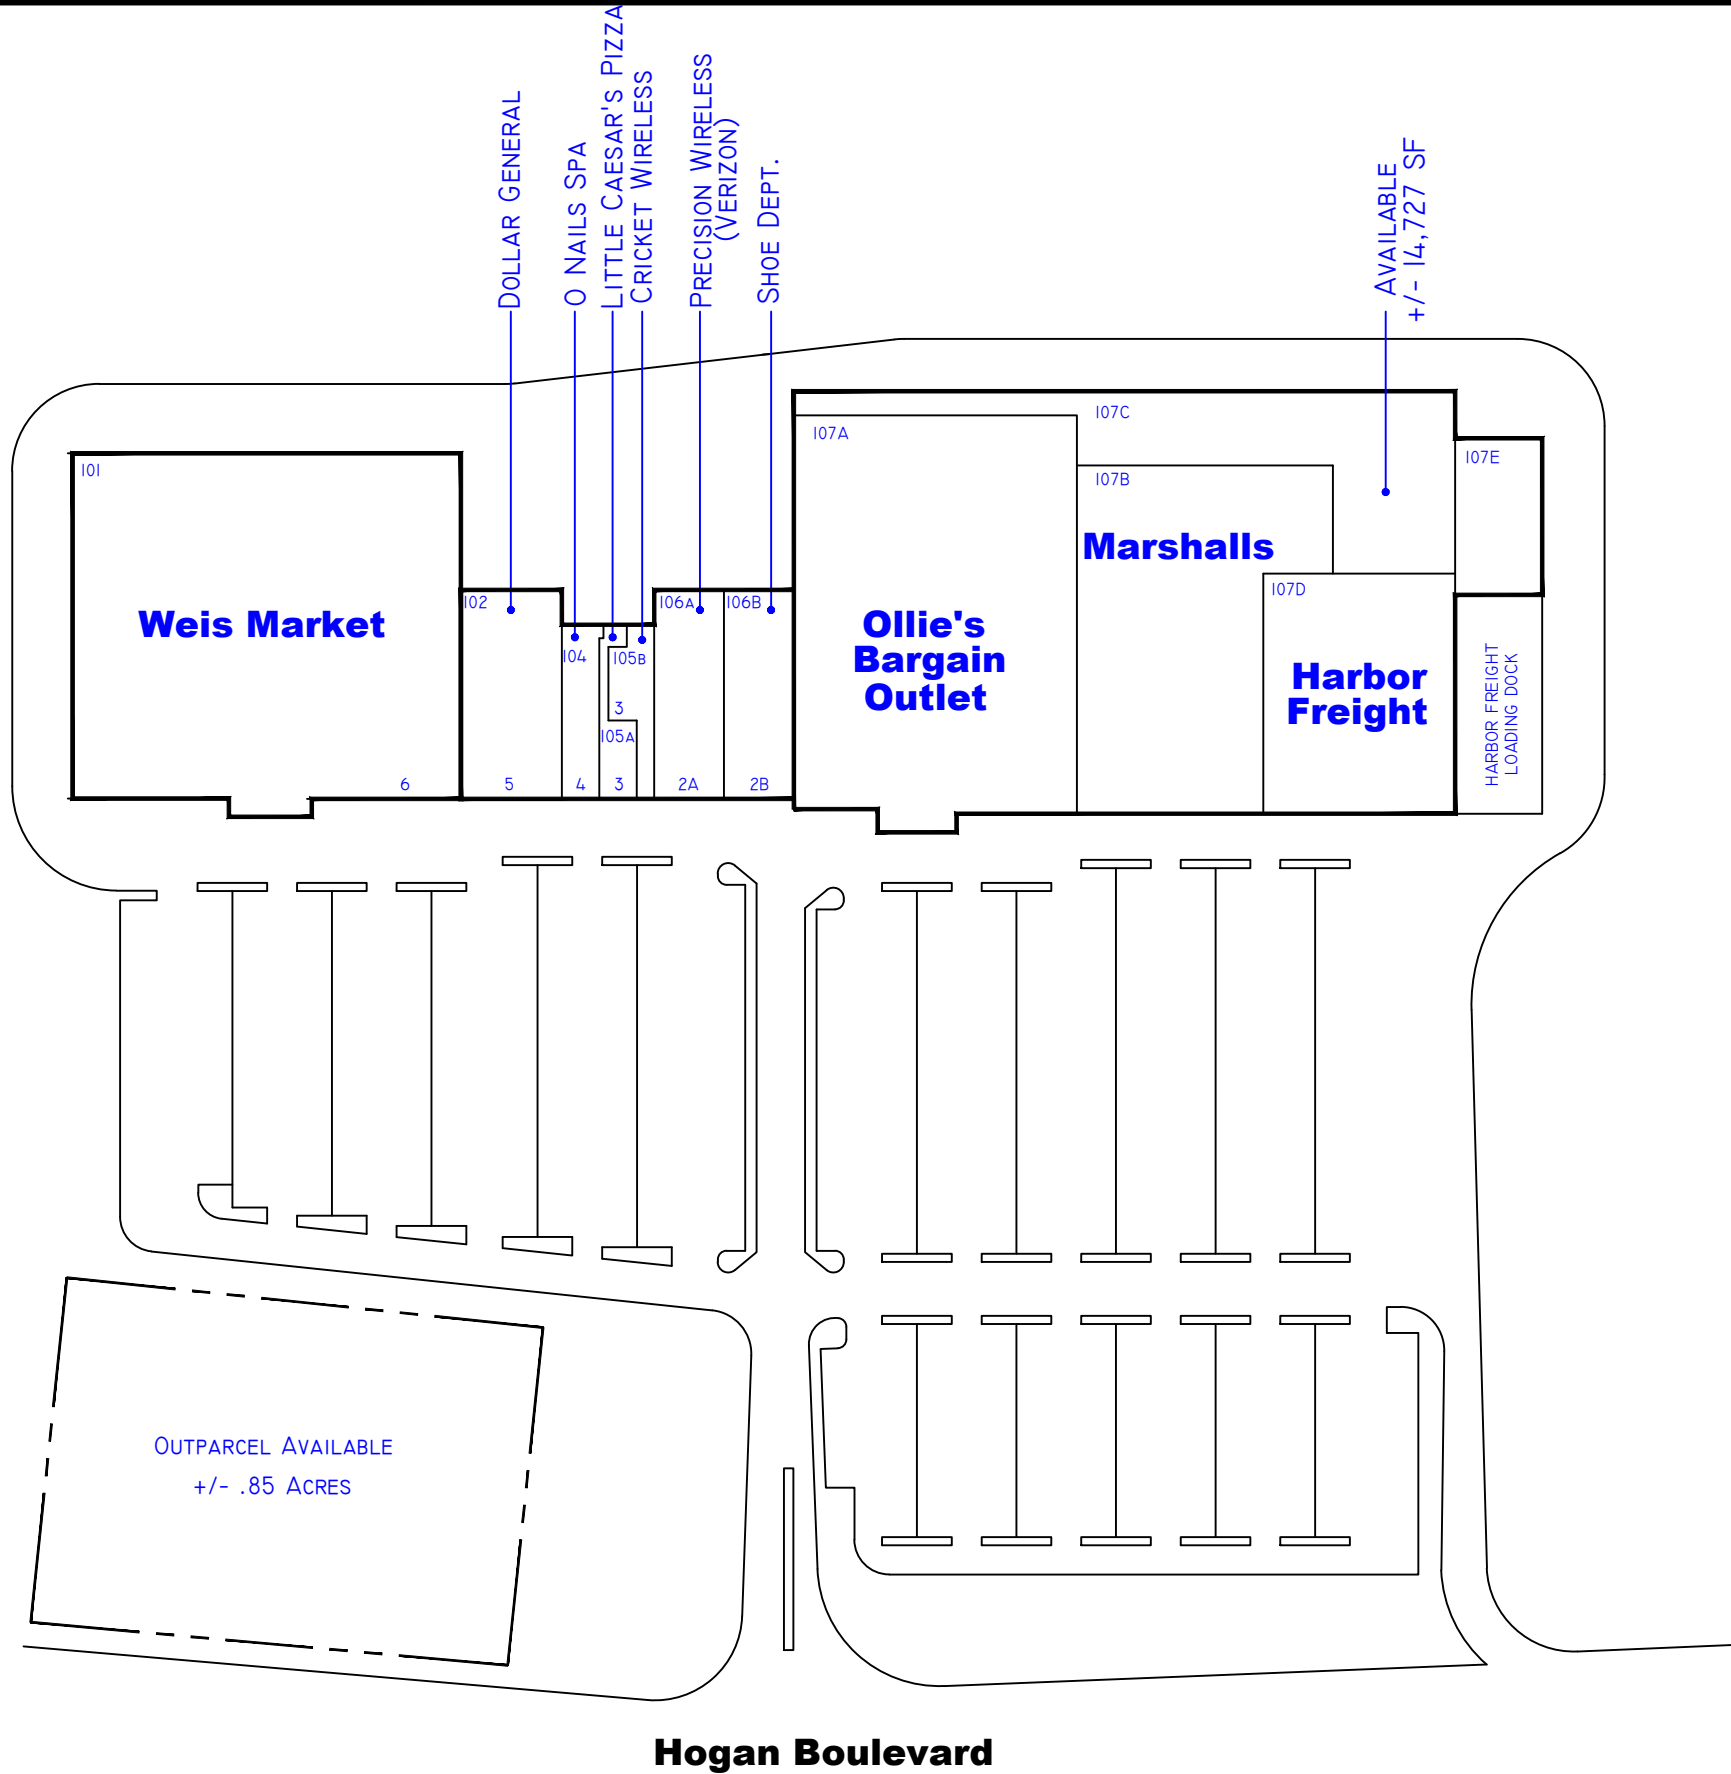 DOLLAR GENERAL
O NAILS SPA
LITTLE CAESAR'S PIZZA
CRICKET WIRELESS
PRECISION WIRELESS
(VERIZON)
SHOE DEPT.
AVAILABLE
+/- 14,727 SF
101
Weis Market
6
102
5
104
4
105B
3
105A
3
106A
2A
106B
2B
107A
Ollie's
Bargain
Outlet
107C
107B
Marshalls
107D
Harbor
Freight
107E
HARBOR FREIGHT
LOADING DOCK
OUTPARCEL AVAILABLE
+/- .85 ACRES
Hogan Boulevard